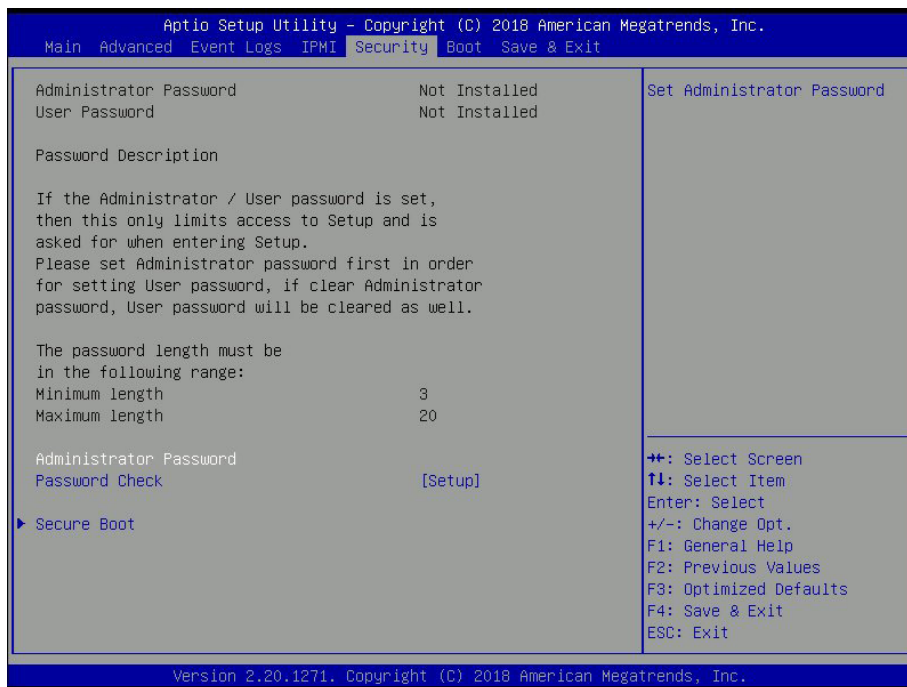 Aptio Setup Utility – Copyright (C) 2018 American Megatrends, Inc.
Main Advanced Event Logs IPMI Security Boot Save & Exit
Administrator Password Not Installed
User Password Not Installed
Password Description
If the Administrator / User password is set,
then this only limits access to Setup and is
asked for when entering Setup.
Please set Administrator password first in order
for setting User password, if clear Administrator
password, User password will be cleared as well.
The password length must be
in the following range:
Minimum length 3
Maximum length 20
Administrator Password
Password Check [Setup]
Secure Boot
Set Administrator Password
→←: Select Screen
↑↓: Select Item
Enter: Select
+/-: Change Opt.
F1: General Help
F2: Previous Values
F3: Optimized Defaults
F4: Save & Exit
ESC: Exit
Version 2.20.1271. Copyright (C) 2018 American Megatrends, Inc.